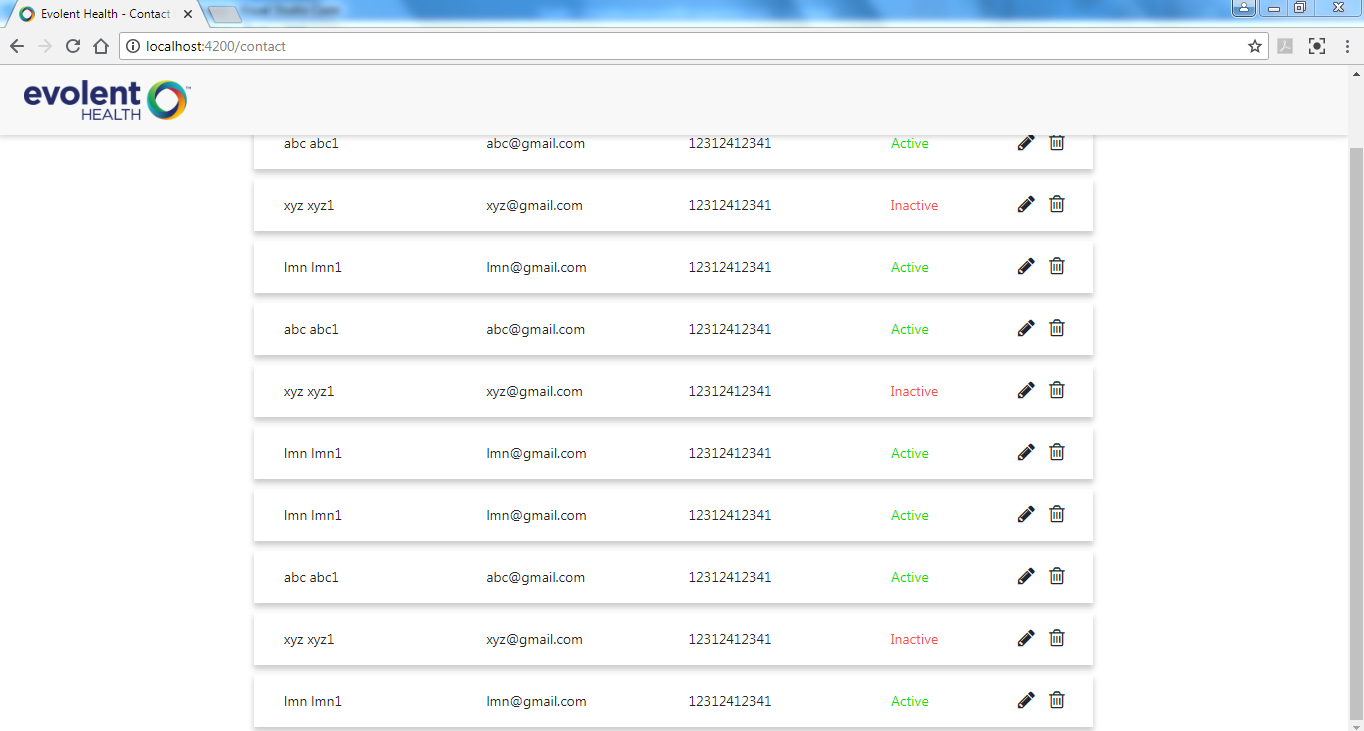 Evolent Health - Contact
localhost:4200/contact
evolent
HEALTH ™
abc abc1 abc@gmail.com 12312412341 Active
xyz xyz1 xyz@gmail.com 12312412341 Inactive
lmn lmn1 lmn@gmail.com 12312412341 Active
abc abc1 abc@gmail.com 12312412341 Active
xyz xyz1 xyz@gmail.com 12312412341 Inactive
lmn lmn1 lmn@gmail.com 12312412341 Active
lmn lmn1 lmn@gmail.com 12312412341 Active
abc abc1 abc@gmail.com 12312412341 Active
xyz xyz1 xyz@gmail.com 12312412341 Inactive
lmn lmn1 lmn@gmail.com 12312412341 Active